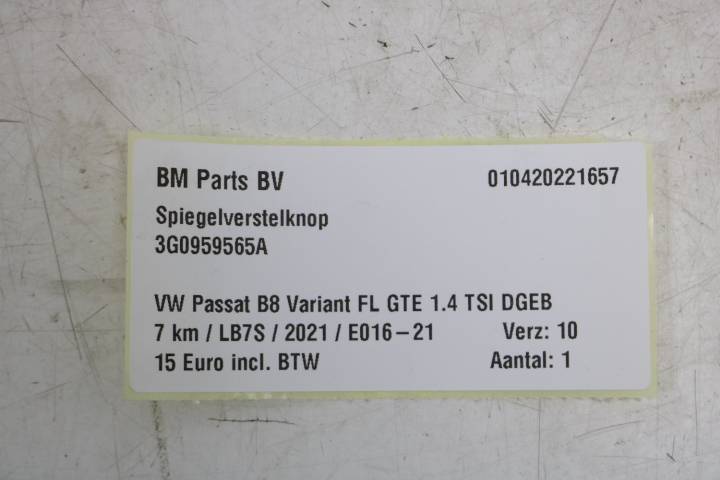 BM Parts BV 010420221657
Spiegelverstelknop
3G0959565A
VW Passat B8 Variant FL GTE 1.4 TSI DGEB
7 km / LB7S / 2021 / E016-21 Verz: 10
15 Euro incl. BTW Aantal: 1